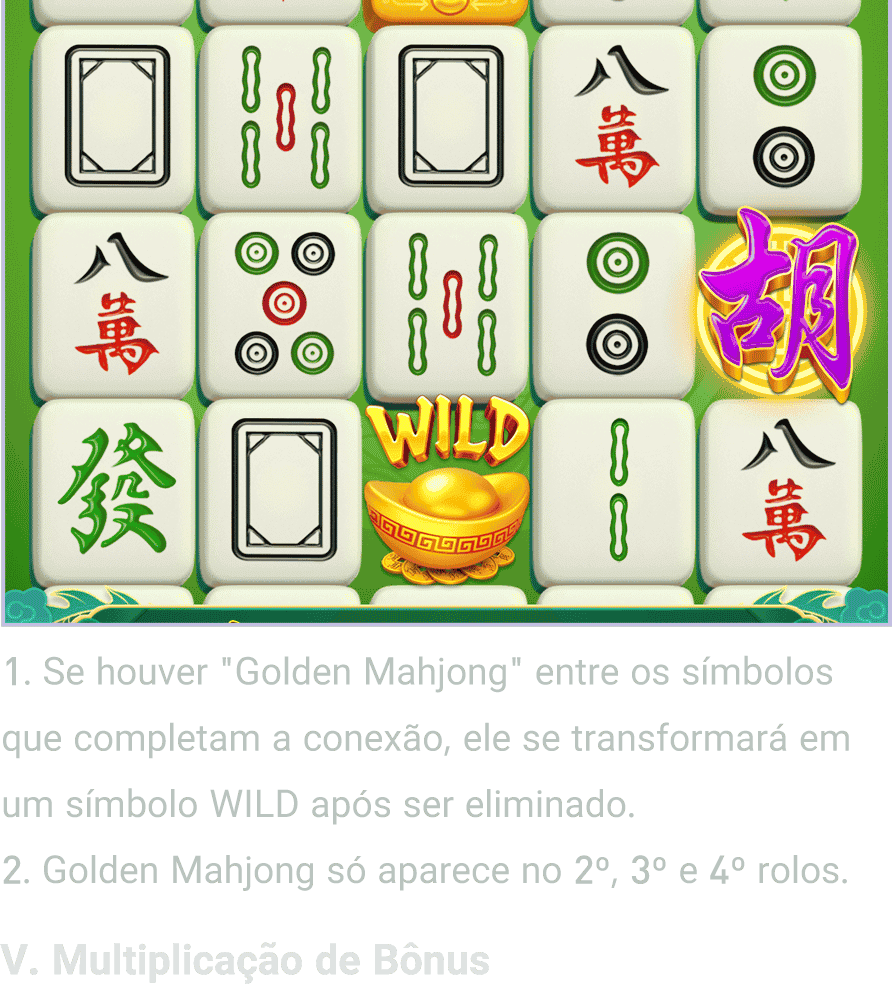 八
萬
八
萬
胡
發
WILD
八
萬
1. Se houver "Golden Mahjong" entre os símbolos
que completam a conexão, ele se transformará em
um símbolo WILD após ser eliminado.
2. Golden Mahjong só aparece no 2º, 3º e 4º rolos.
V. Multiplicação de Bônus